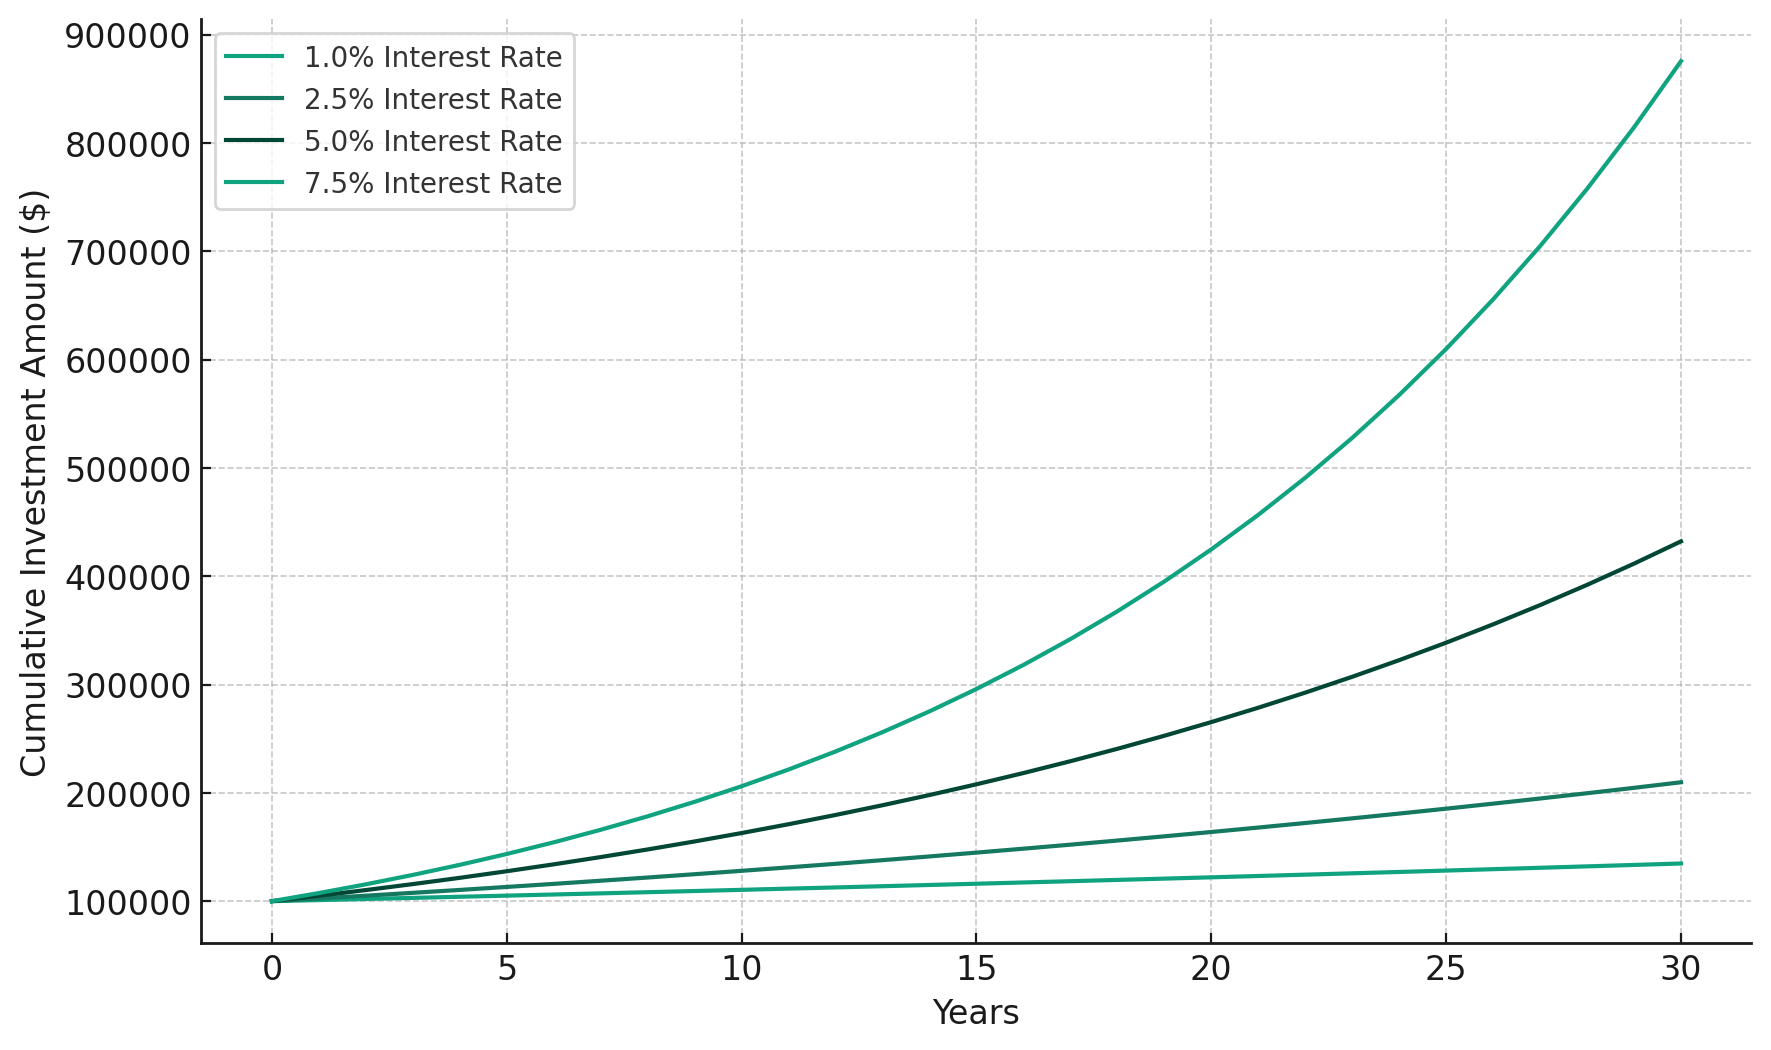 900000
800000
700000
600000
500000
400000
300000
200000
100000
Cumulative Investment Amount ($)
1.0% Interest Rate
2.5% Interest Rate
5.0% Interest Rate
7.5% Interest Rate
0 5 10 15 20 25 30
Years